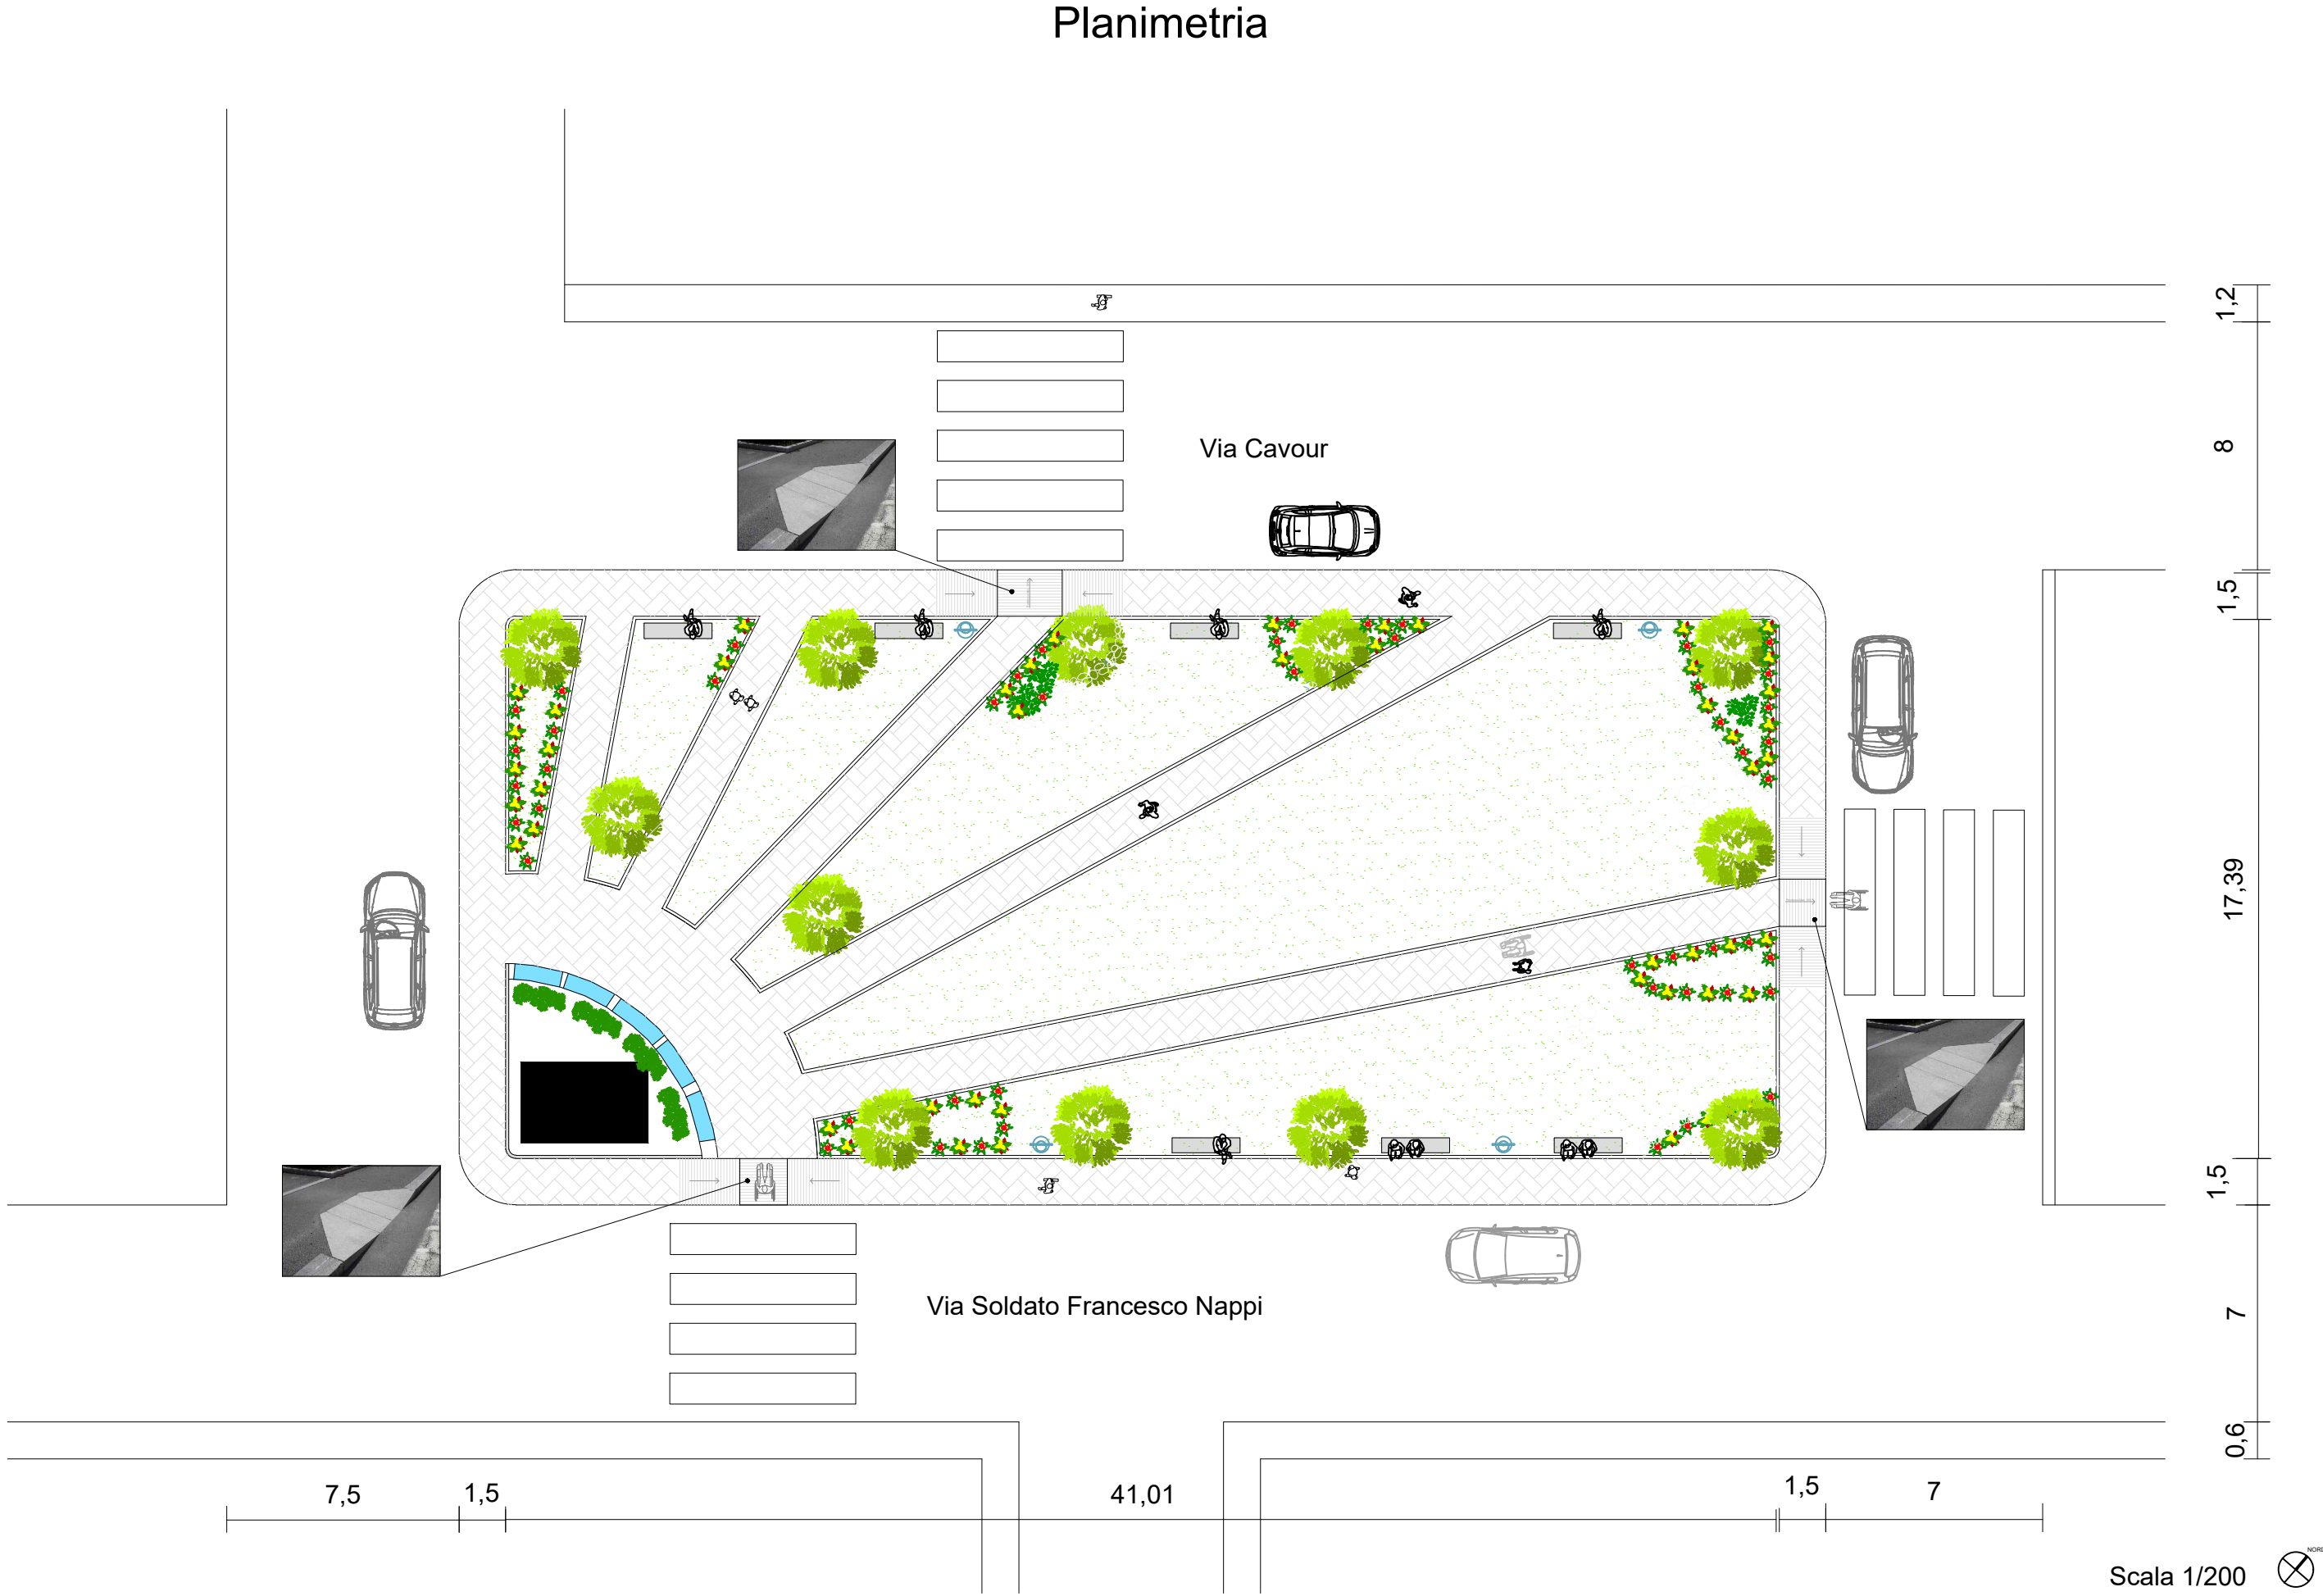 Planimetria
1,2
Via Cavour
8
1,5
17,39
1,5
Via Soldato Francesco Nappi
7
0,6
7,5
1,5
41,01
1,5
7
NORD
Scala 1/200